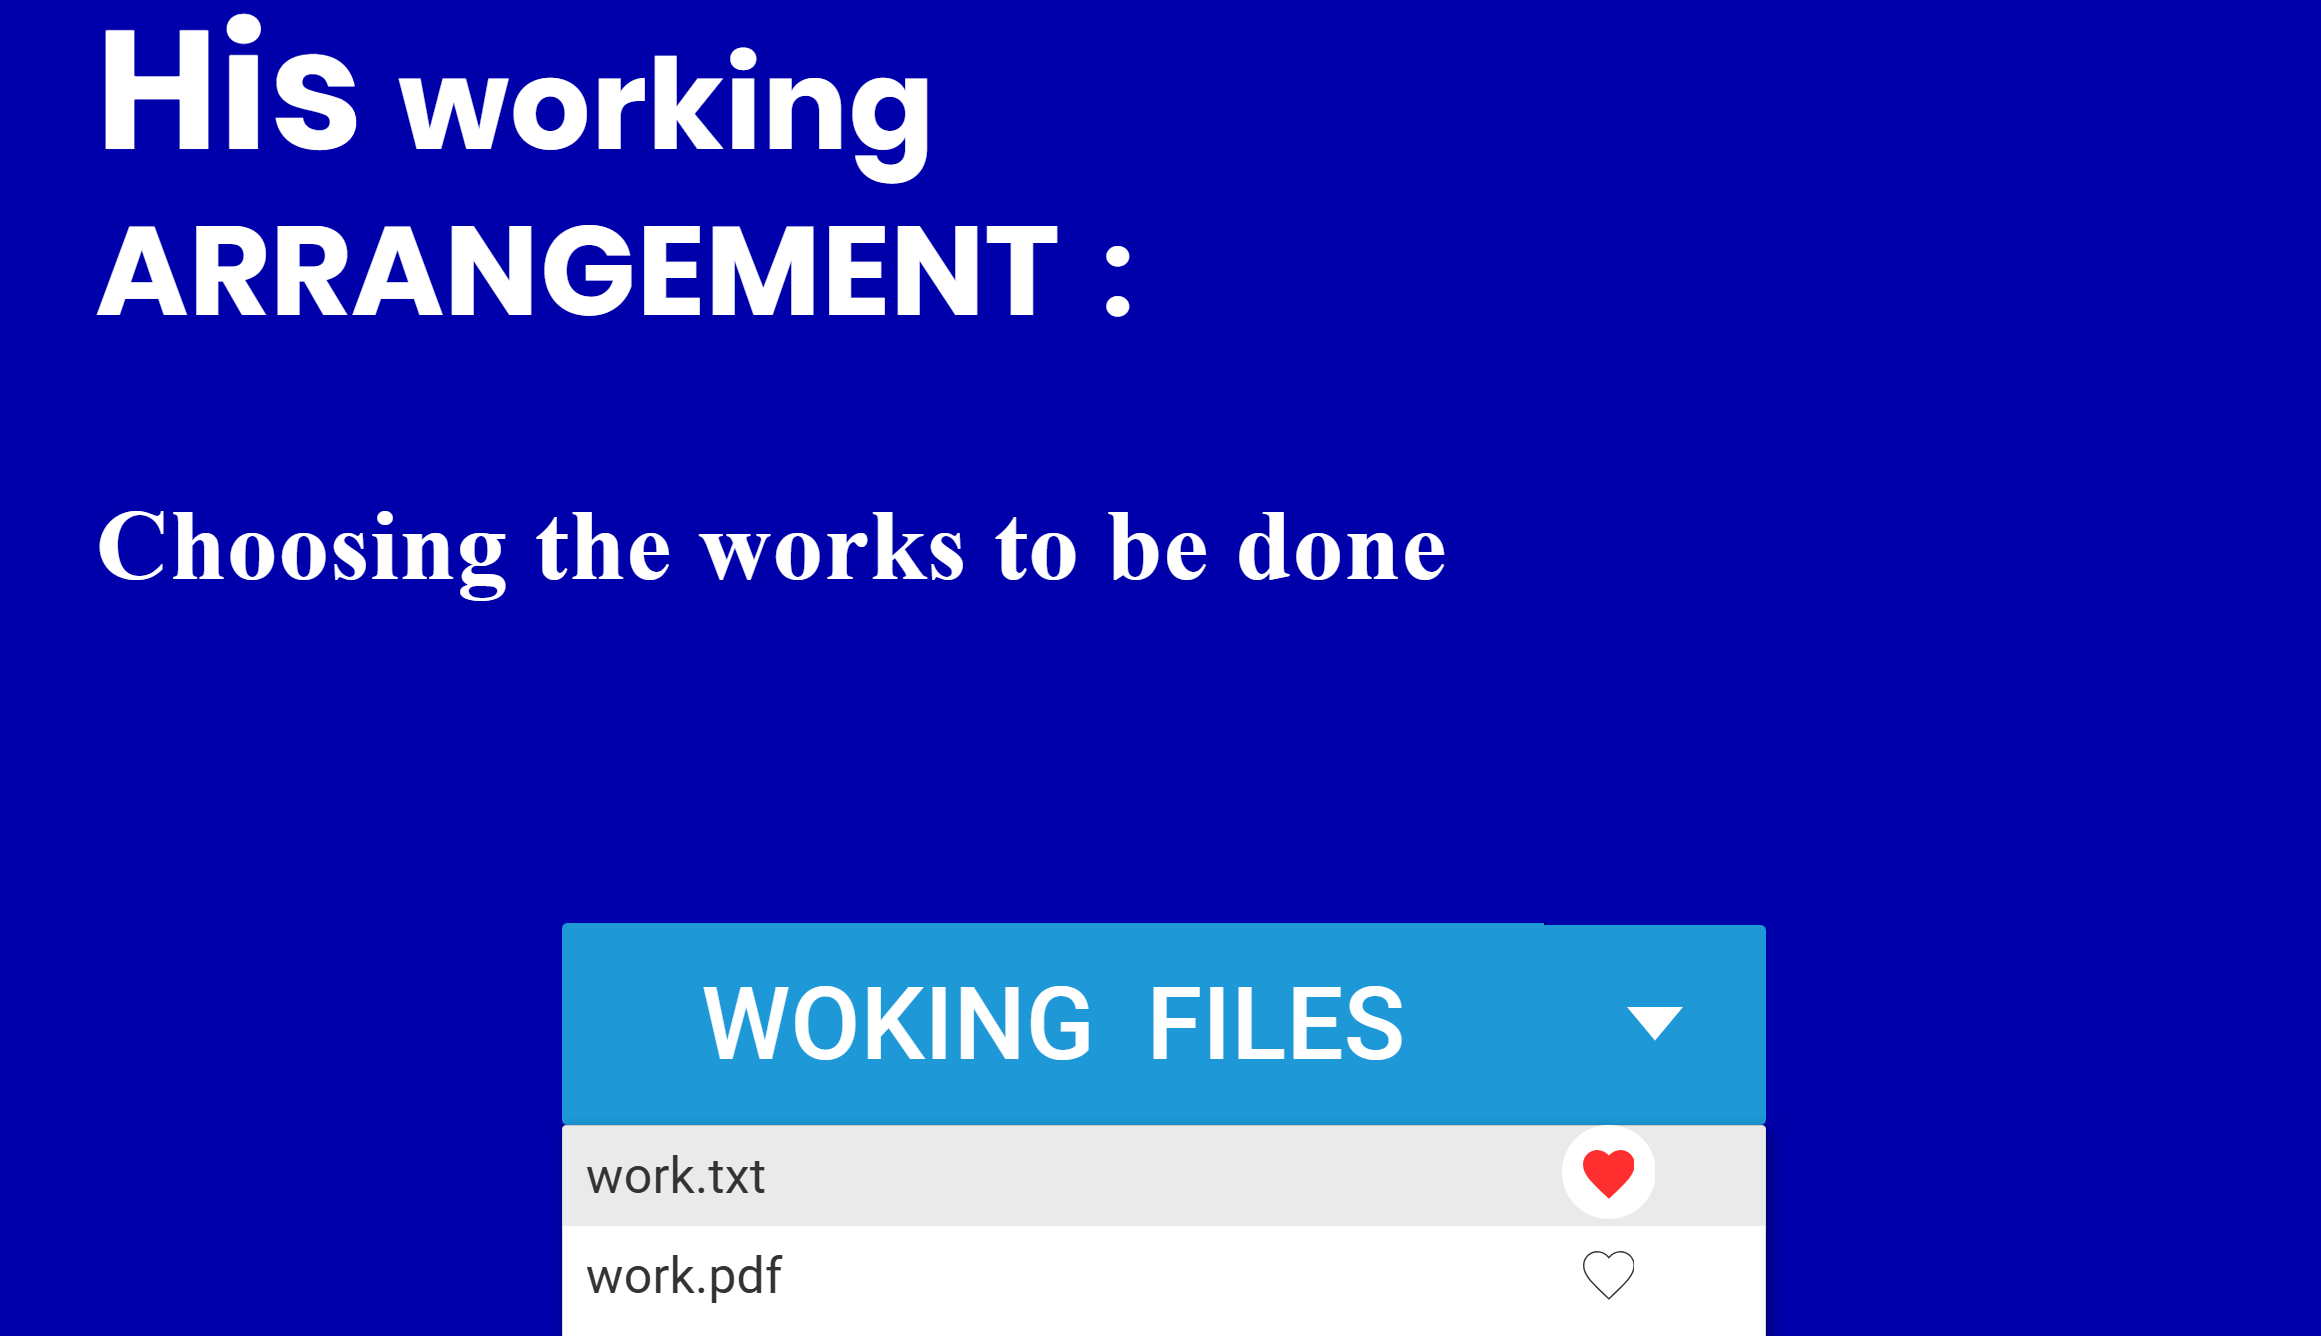 His working
ARRANGEMENT :
Choosing the works to be done
WOKING FILES
work.txt
work.pdf